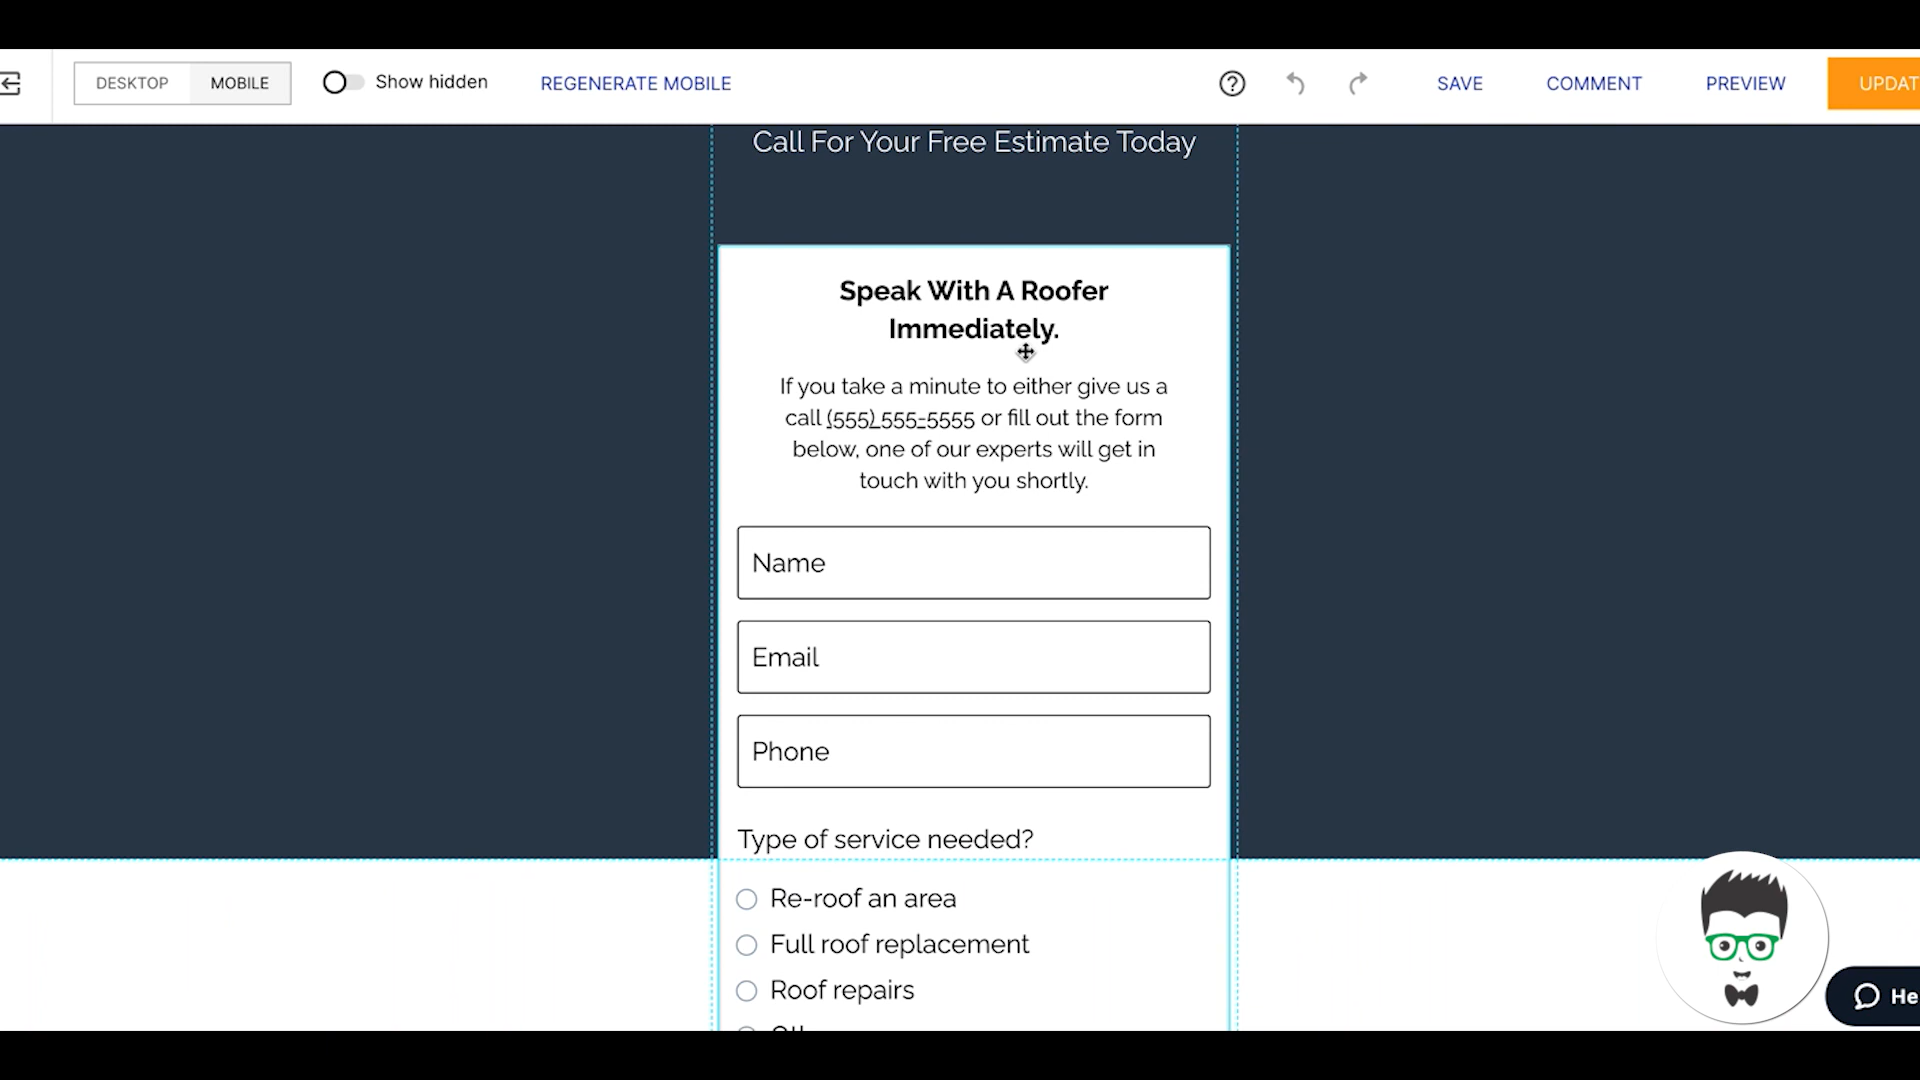 DESKTOP MOBILE Show hidden REGENERATE MOBILE SAVE COMMENT PREVIEW UPDAT
Call For Your Free Estimate Today
Speak With A Roofer
Immediately.
If you take a minute to either give us a
call (555) 555-5555 or fill out the form
below, one of our experts will get in
touch with you shortly.
Name
Email
Phone
Type of service needed?
Re-roof an area
Full roof replacement
Roof repairs
He